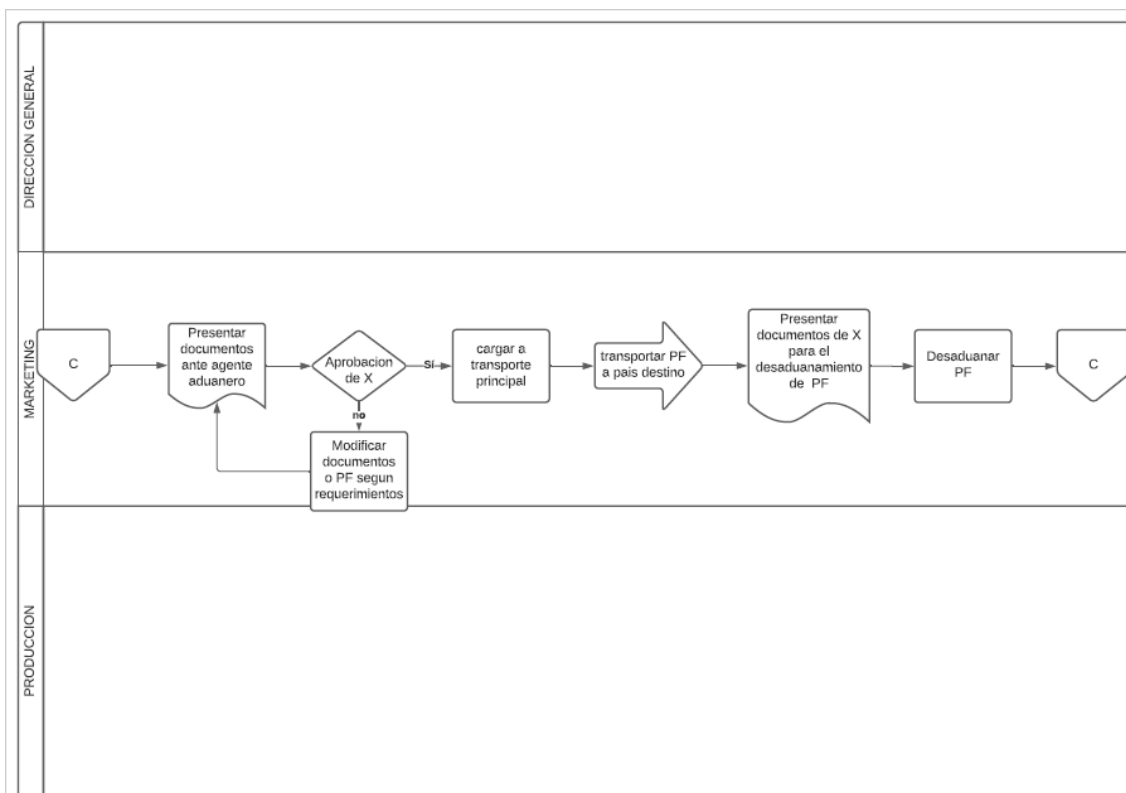 DIRECCION GENERAL
MARKETING
C
Presentar
documentos
ante agente
aduanero
Aprobacion
de X
sí
no
Modificar
documentos
o PF segun
requerimientos
cargar a
transporte
principal
transportar PF
a pais destino
Presentar
documentos de X
para el
desaduanamiento
de PF
Desaduanar
PF
C
PRODUCCION